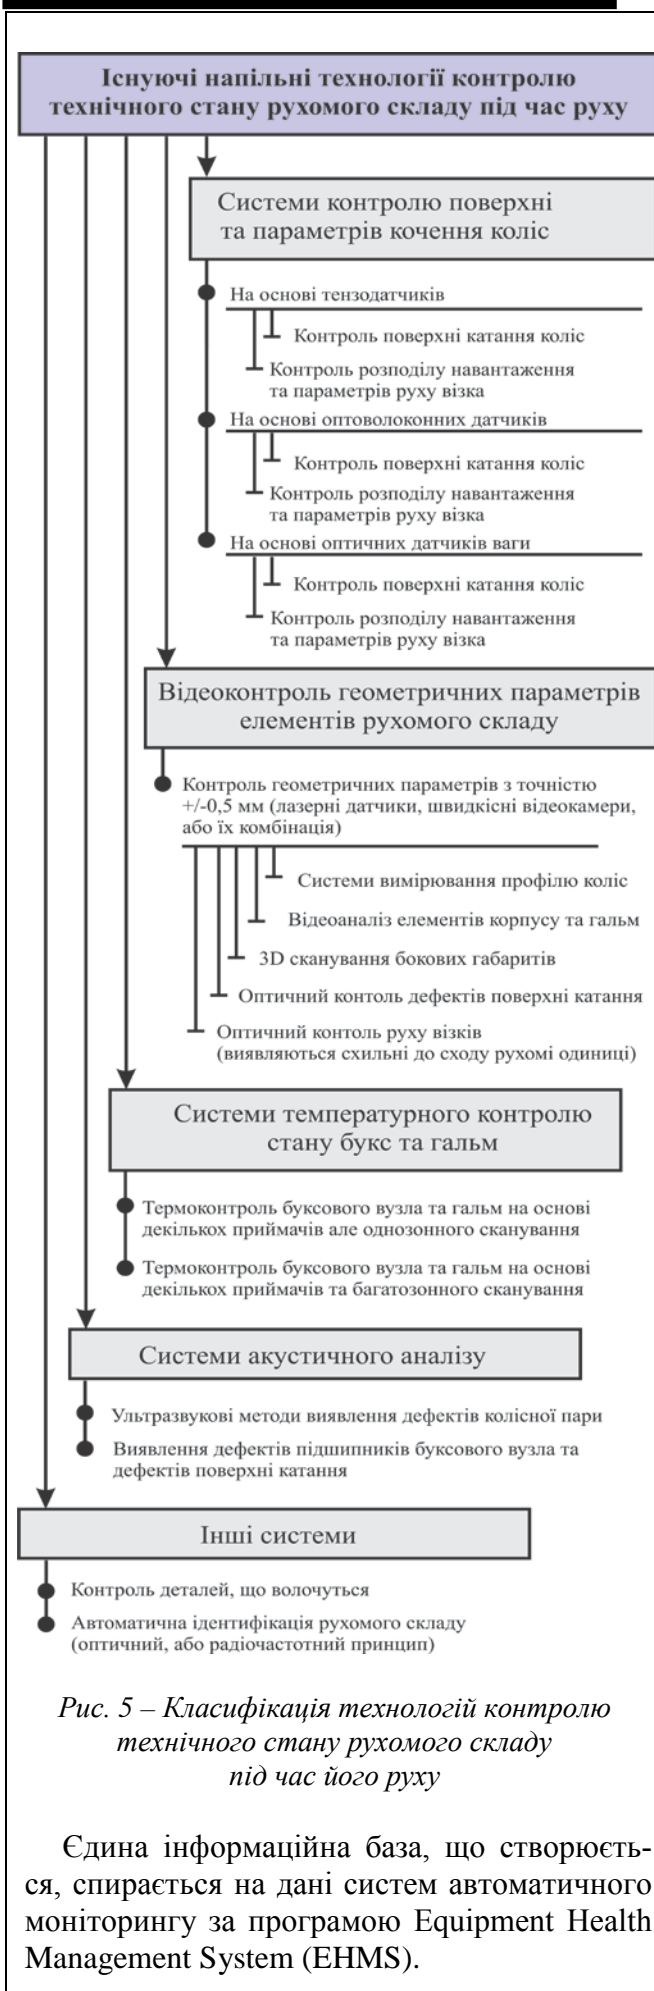 Існуючі напільні технології контролю
технічного стану рухомого складу під час руху
Системи контролю поверхні
та параметрів кочення коліс
На основі тензодатчиків
Контроль поверхні катання коліс
Контроль розподілу навантаження
та параметрів руху візка
На основі оптоволоконних датчиків
Контроль поверхні катання коліс
Контроль розподілу навантаження
та параметрів руху візка
На основі оптичних датчиків ваги
Контроль поверхні катання коліс
Контроль розподілу навантаження
та параметрів руху візка
Відеоконтроль геометричних параметрів
елементів рухомого складу
Контроль геометричних параметрів з точністю
+/-0,5 мм (лазерні датчики, швидкісні відеокамери,
або їх комбінація)
Системи вимірювання профілю коліс
Відеоаналіз елементів корпусу та гальм
3D сканування бокових габаритів
Оптичний контоль дефектів поверхні катання
Оптичний контоль руху візків
(виявляються схильні до сходу рухомі одиниці)
Системи температурного контролю
стану букс та гальм
Термоконтроль буксового вузла та гальм на основі
декількох приймачів але однозонного сканування
Термоконтроль буксового вузла та гальм на основі
декількох приймачів та багатозонного сканування
Системи акустичного аналізу
Ультразвукові методи виявлення дефектів колісної пари
Виявлення дефектів підшипників буксового вузла та
дефектів поверхні катання
Інші системи
Контроль деталей, що волочуться
Автоматична ідентифікація рухомого складу
(оптичний, або радіочастотний принцип)
Рис. 5 – Класифікація технологій контролю
технічного стану рухомого складу
під час його руху
Єдина інформаційна база, що створюєть-
ся, спирається на дані систем автоматичного
моніторингу за програмою Equipment Health
Management System (EHMS).